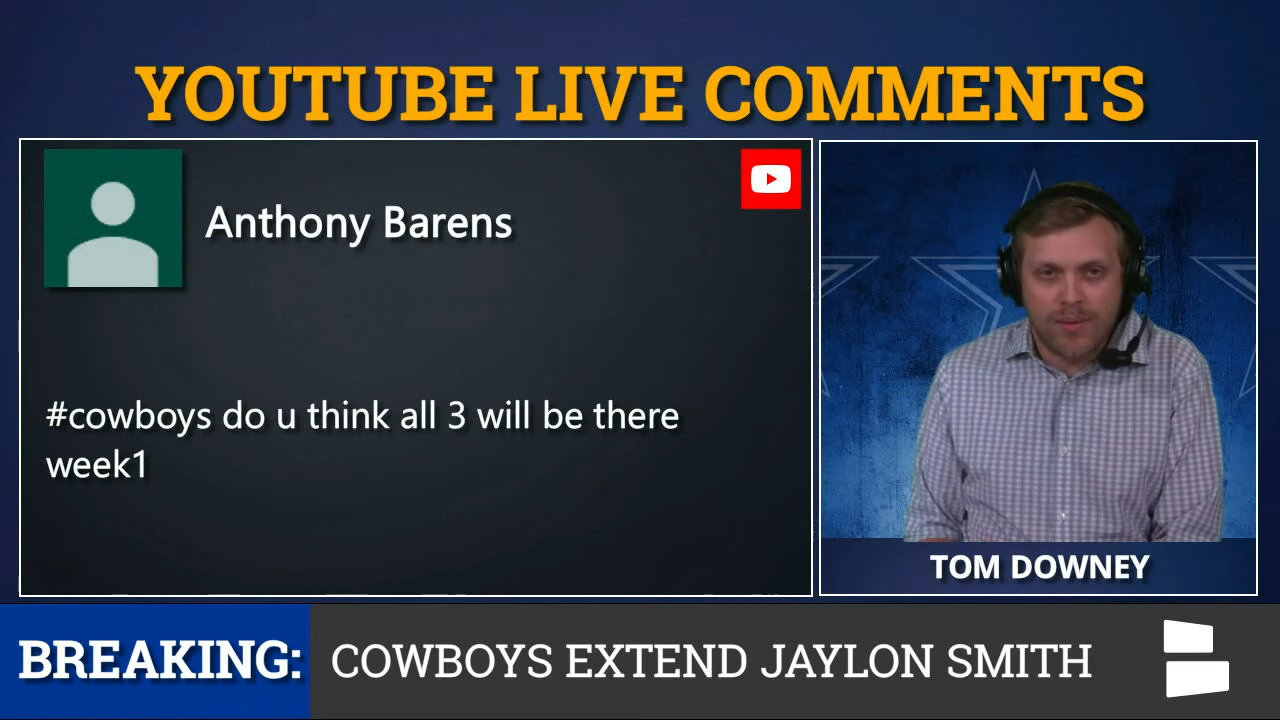 YOUTUBE LIVE COMMENTS
Anthony Barens
#cowboys do u think all 3 will be there
week1
TOM DOWNEY
BREAKING: COWBOYS EXTEND JAYLON SMITH